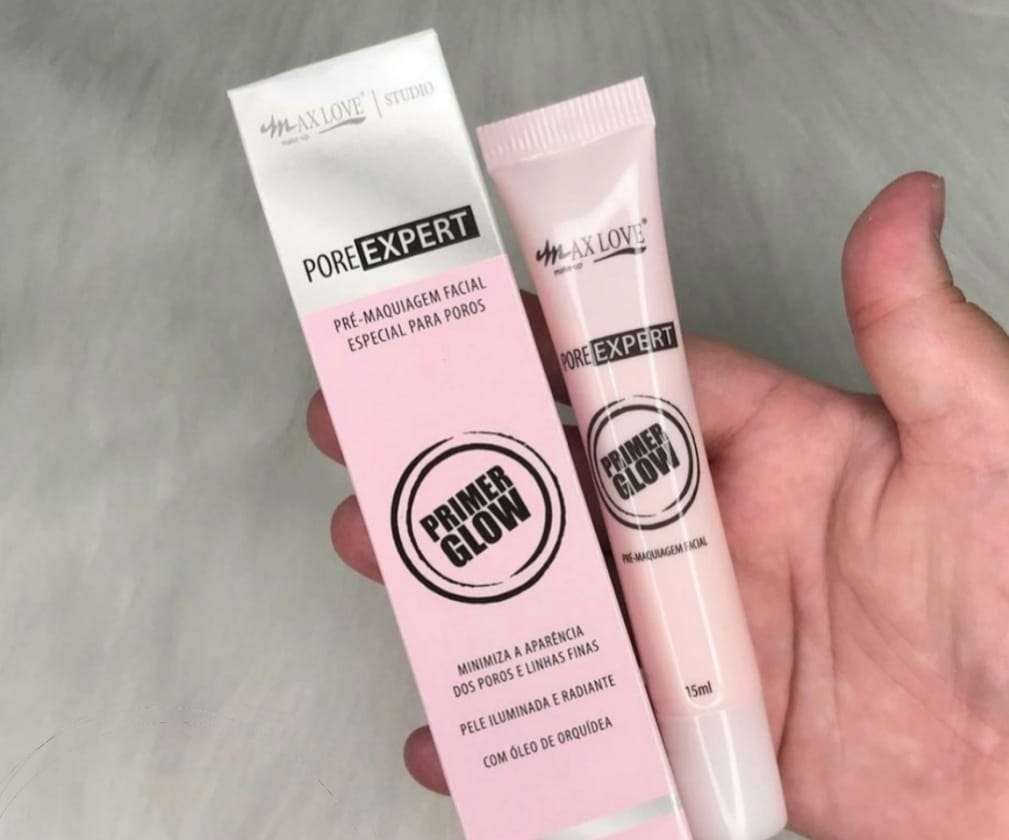 MAX LOVE® | STUDIO
make-up
PORE EXPERT
PRÉ-MAQUIAGEM FACIAL
ESPECIAL PARA POROS
PRIMER
GLOW
MINIMIZA A APARÊNCIA
DOS POROS E LINHAS FINAS
PELE ILUMINADA E RADIANTE
COM ÓLEO DE ORQUÍDEA
MAX LOVE®
make-up
PORE EXPERT
PRIMER
GLOW
PRÉ-MAQUIAGEM FACIAL
15ml